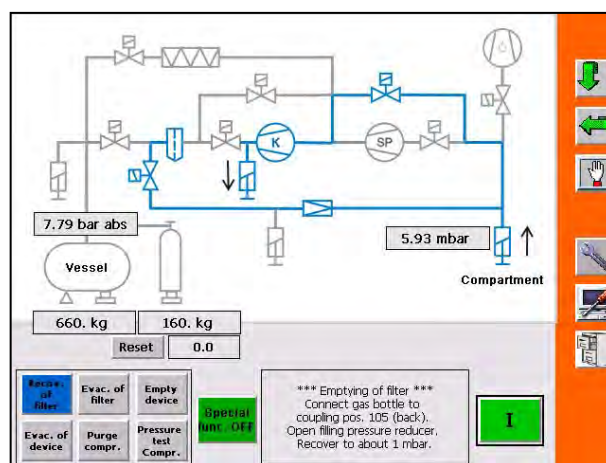 K
SP
7.79 bar abs
5.93 mbar
Vessel
Compartment
660. kg
160. kg
Reset
0.0
Recov. of filter
Evac. of filter
Empty device
Evac. of device
Purge compr.
Pressure test Compr.
Special func. OFF
*** Emptying of filter ***
Connect gas bottle to
coupling pos. 105 (back).
Open filling pressure reducer.
Recover to about 1 mbar.
I